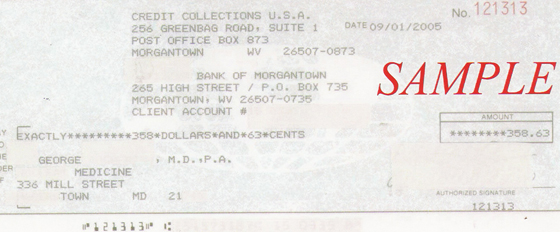 CREDIT COLLECTIONS U.S.A.
256 GREENBAG ROAD, SUITE 1
POST OFFICE BOX 873
MORGANTOWN WV 26507-0873
DATE 09/01/2005
No. 121313
BANK OF MORGANTOWN
265 HIGH STREET / P.O. BOX 735
MORGANTOWN, WV 26507-0735
CLIENT ACCOUNT #
SAMPLE
AMOUNT
EXACTLY*********358*DOLLARS*AND*63*CENTS
********358.63
GEORGE , M.D.,P.A.
MEDICINE
336 MILL STREET
TOWN MD 21
AUTHORIZED SIGNATURE
121313
⑈121313⑈ ⑆